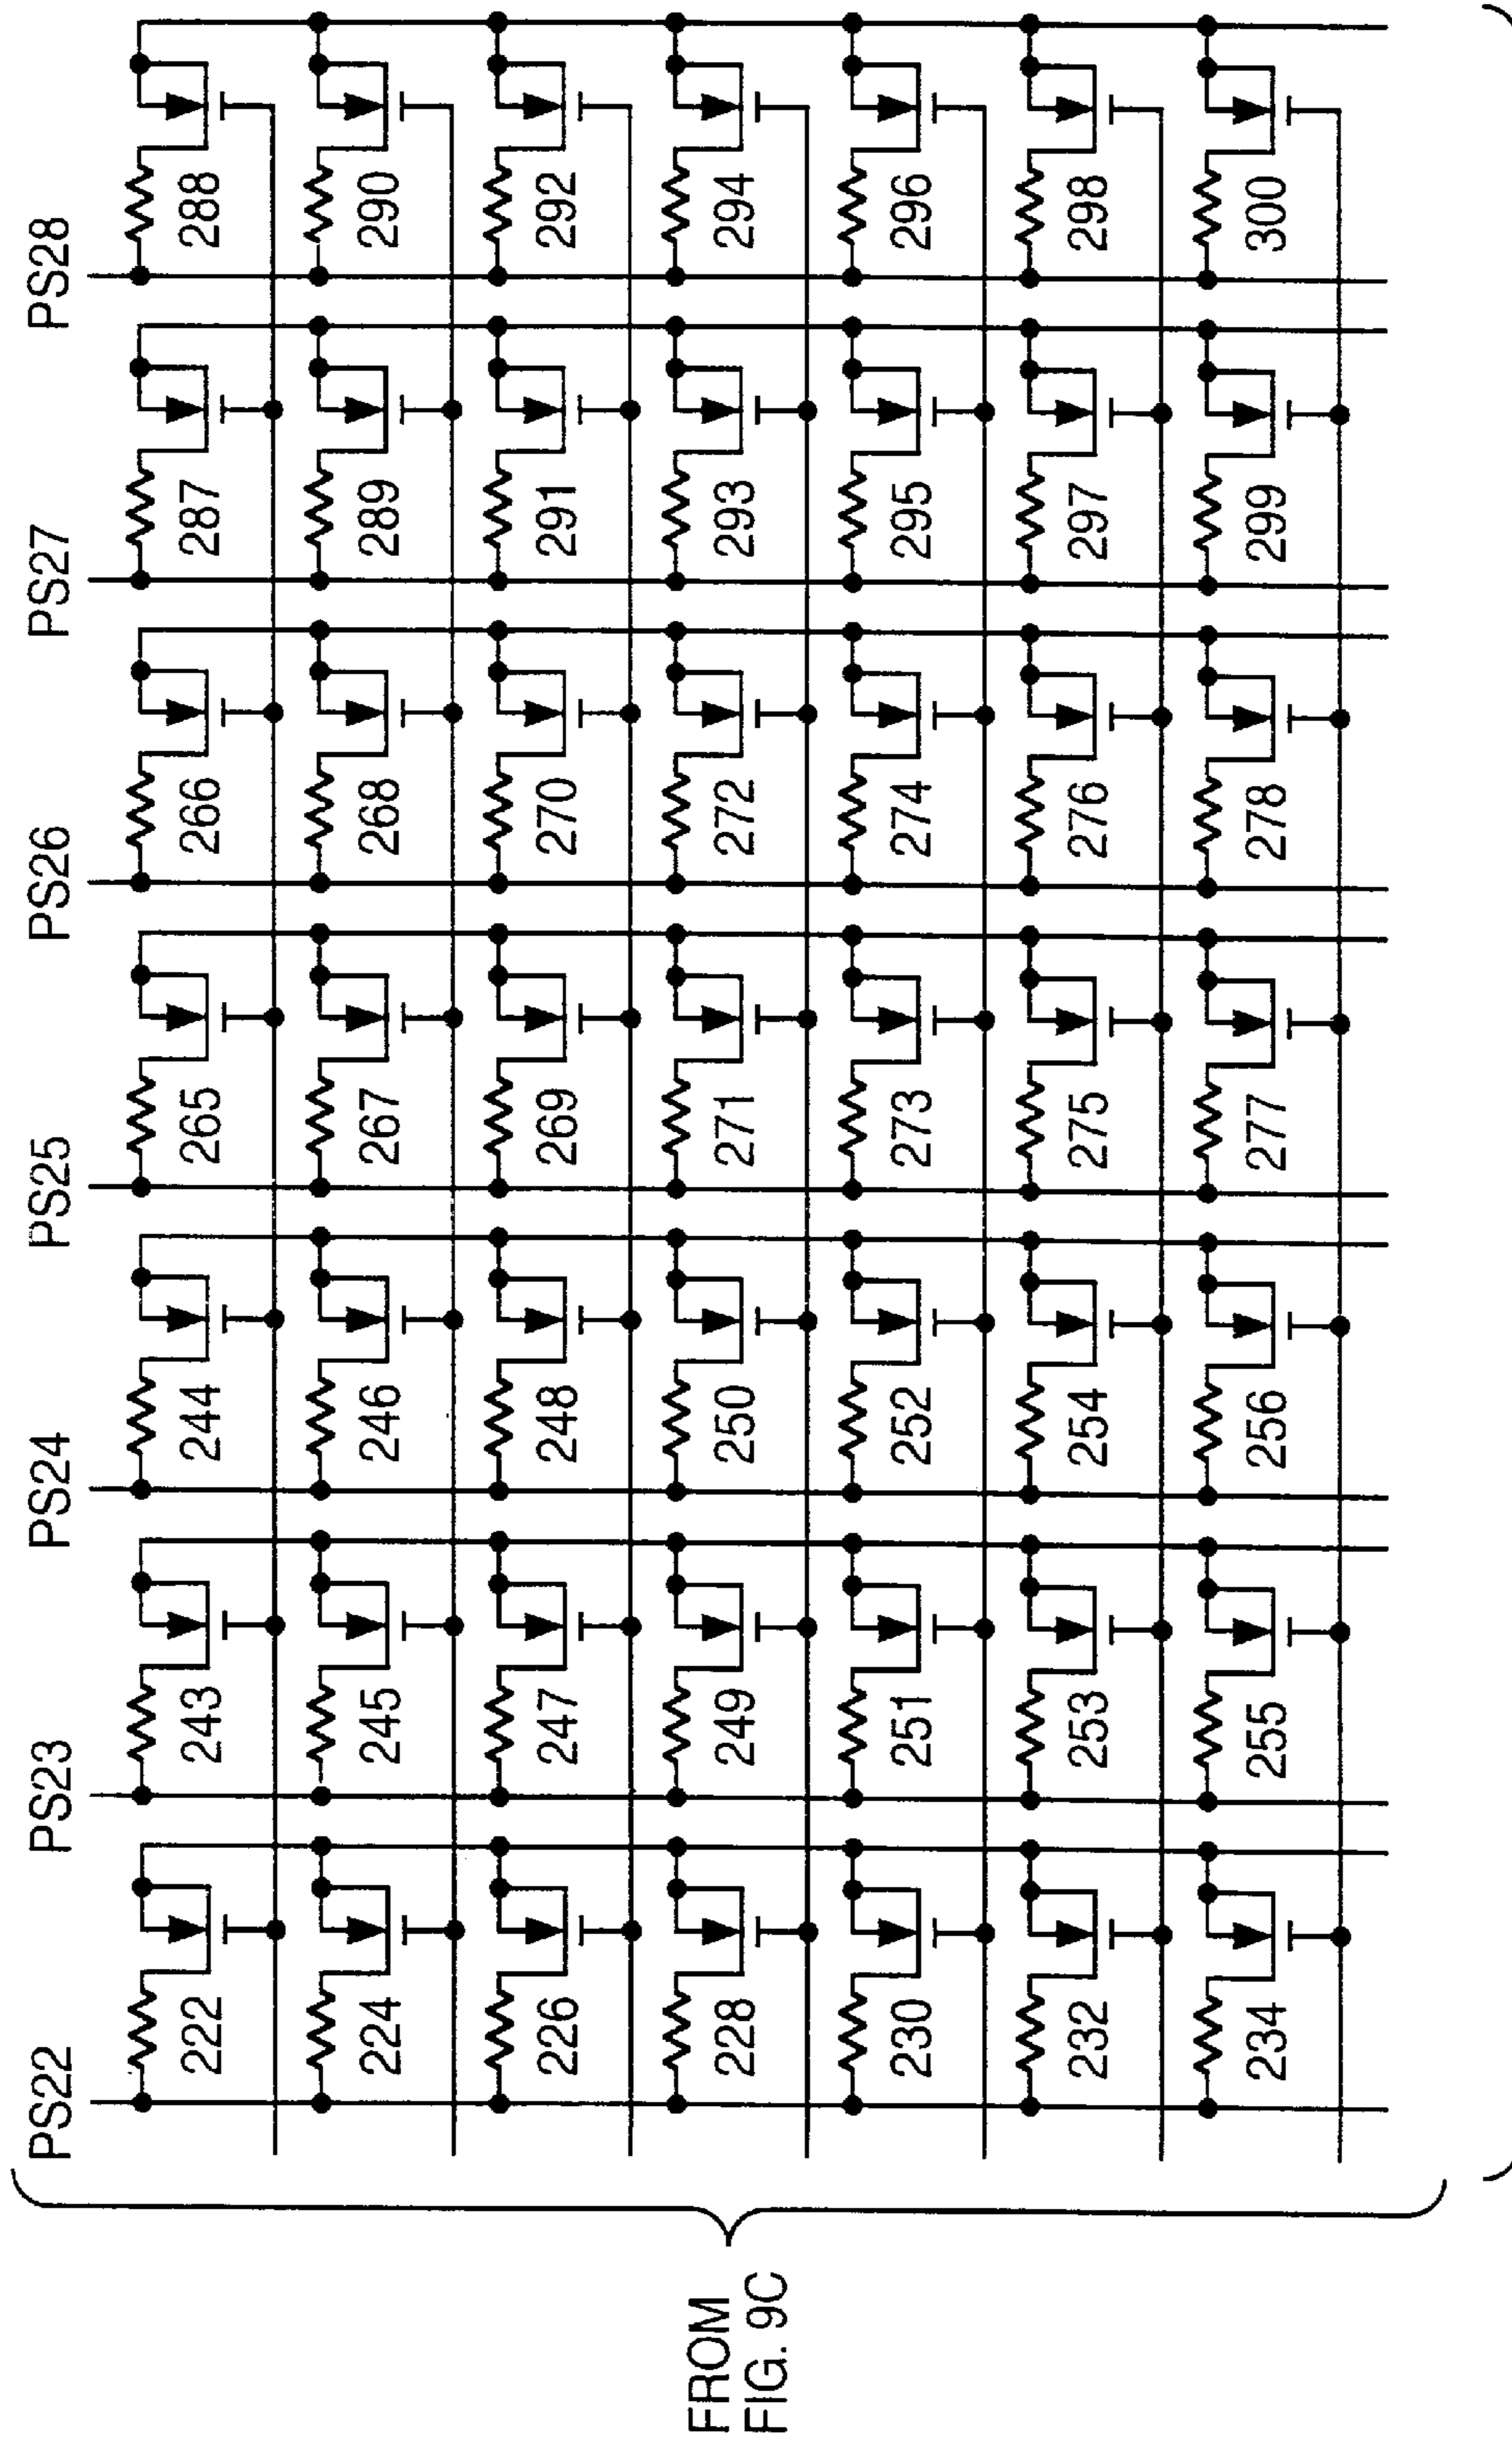 PS22 PS23 PS24 PS25 PS26 PS27 PS28
222 243 244 265 266 287 288
224 245 246 267 268 289 290
226 247 248 269 270 291 292
FROM
FIG. 9C
228 249 250 271 272 293 294
230 251 252 273 274 295 296
232 253 254 275 276 297 298
234 255 256 277 278 299 300